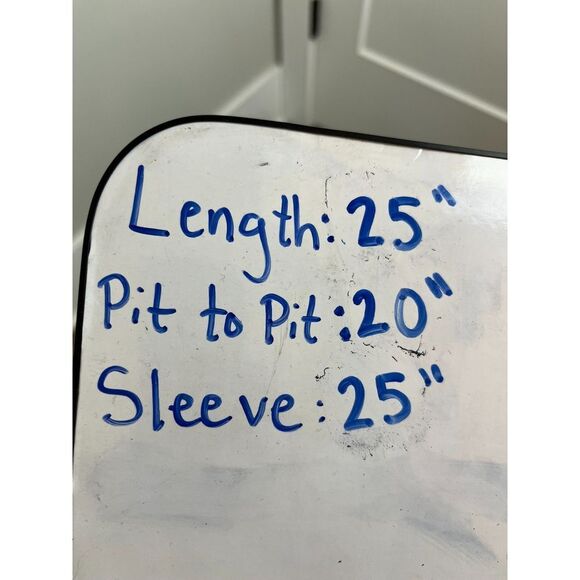 Length: 25"
Pit to Pit: 20"
Sleeve: 25"